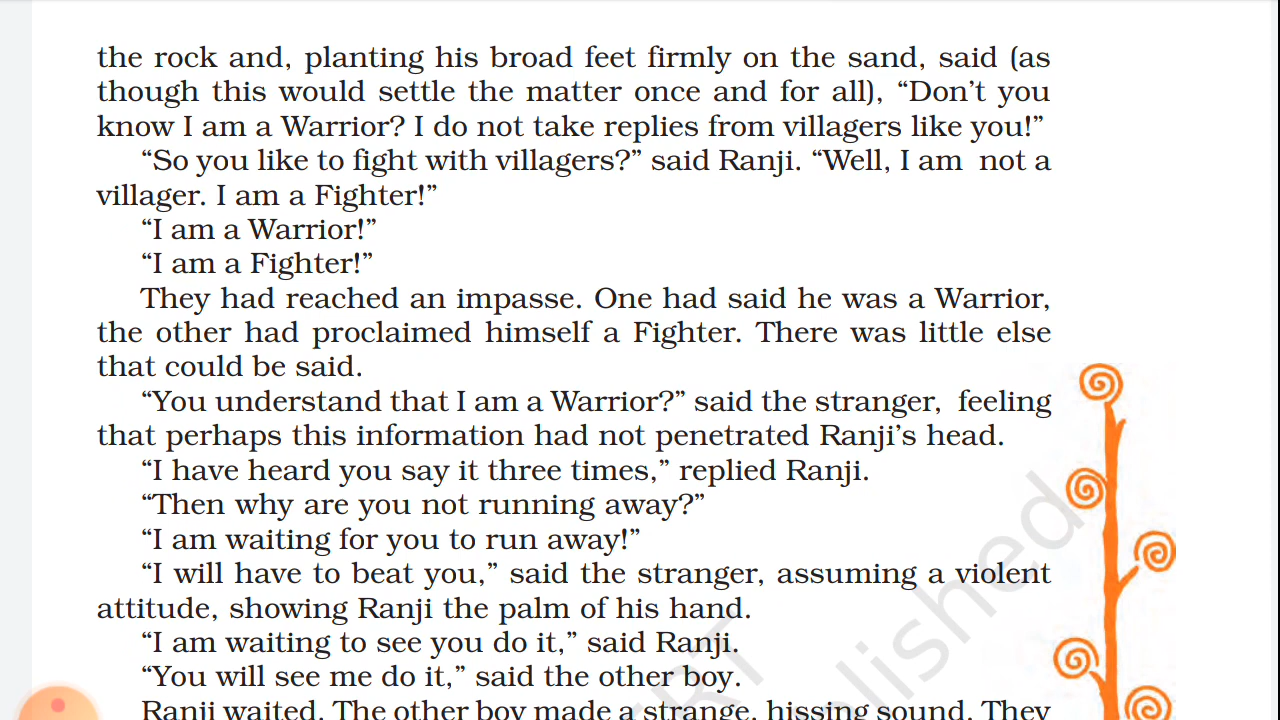 the rock and, planting his broad feet firmly on the sand, said (as
though this would settle the matter once and for all), “Don’t you
know I am a Warrior? I do not take replies from villagers like you!”
“So you like to fight with villagers?” said Ranji. “Well, I am not a
villager. I am a Fighter!”
“I am a Warrior!”
“I am a Fighter!”
They had reached an impasse. One had said he was a Warrior,
the other had proclaimed himself a Fighter. There was little else
that could be said.
“You understand that I am a Warrior?” said the stranger, feeling
that perhaps this information had not penetrated Ranji’s head.
“I have heard you say it three times,” replied Ranji.
“Then why are you not running away?”
“I am waiting for you to run away!”
“I will have to beat you,” said the stranger, assuming a violent
attitude, showing Ranji the palm of his hand.
“I am waiting to see you do it,” said Ranji.
“You will see me do it,” said the other boy.
Ranji waited. The other boy made a strange, hissing sound. They